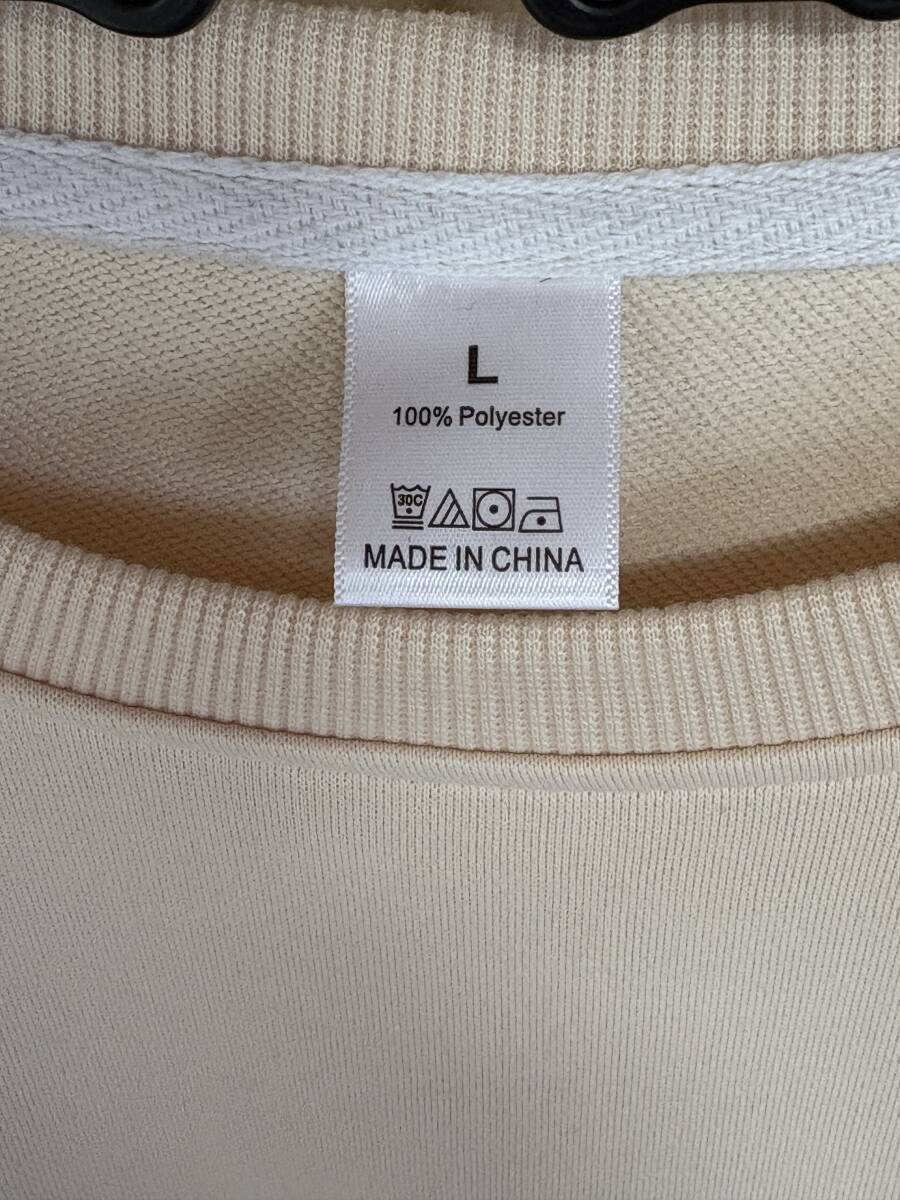 L
100% Polyester
30C
MADE IN CHINA